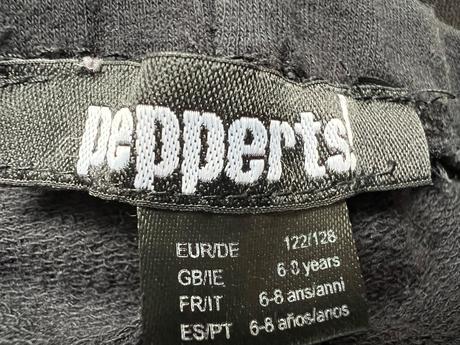 pepperts!
EUR/DE 122/128
GB/IE 6-8 years
FR/IT 6-8 ans/anni
ES/PT 6-8 años/anos